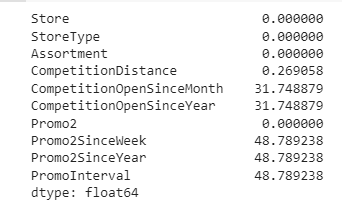 Store 0.000000
StoreType 0.000000
Assortment 0.000000
CompetitionDistance 0.269058
CompetitionOpenSinceMonth 31.748879
CompetitionOpenSinceYear 31.748879
Promo2 0.000000
Promo2SinceWeek 48.789238
Promo2SinceYear 48.789238
PromoInterval 48.789238
dtype: float64